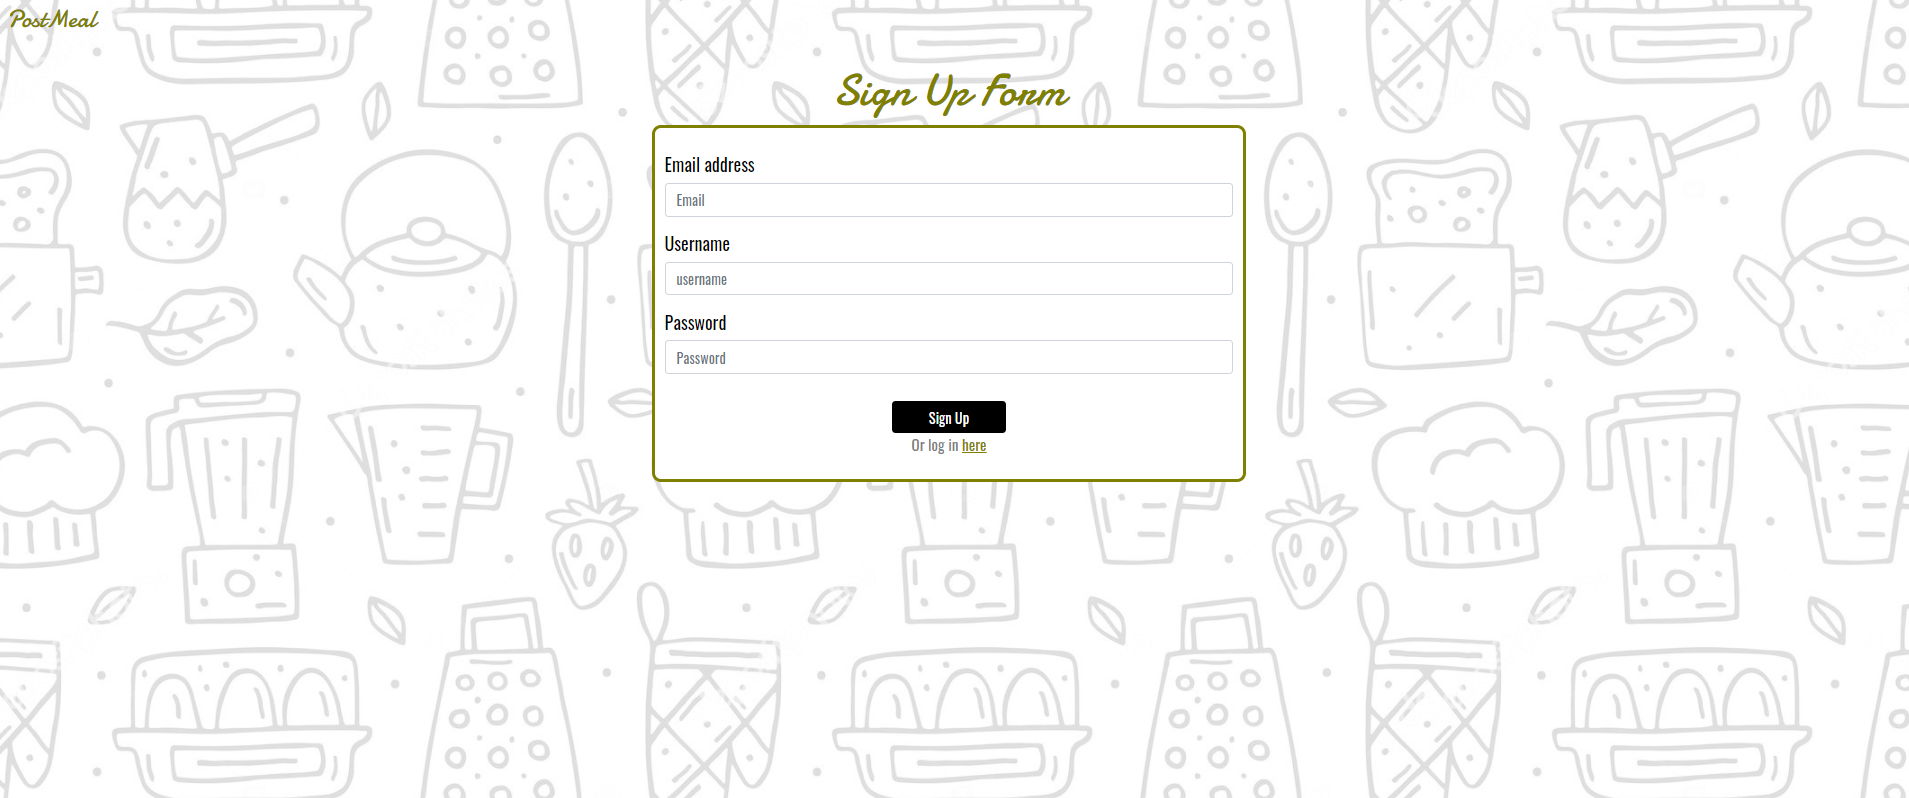 PostMeal
Sign Up Form
Email address
Email
Username
username
Password
Password
Sign Up
Or log in here